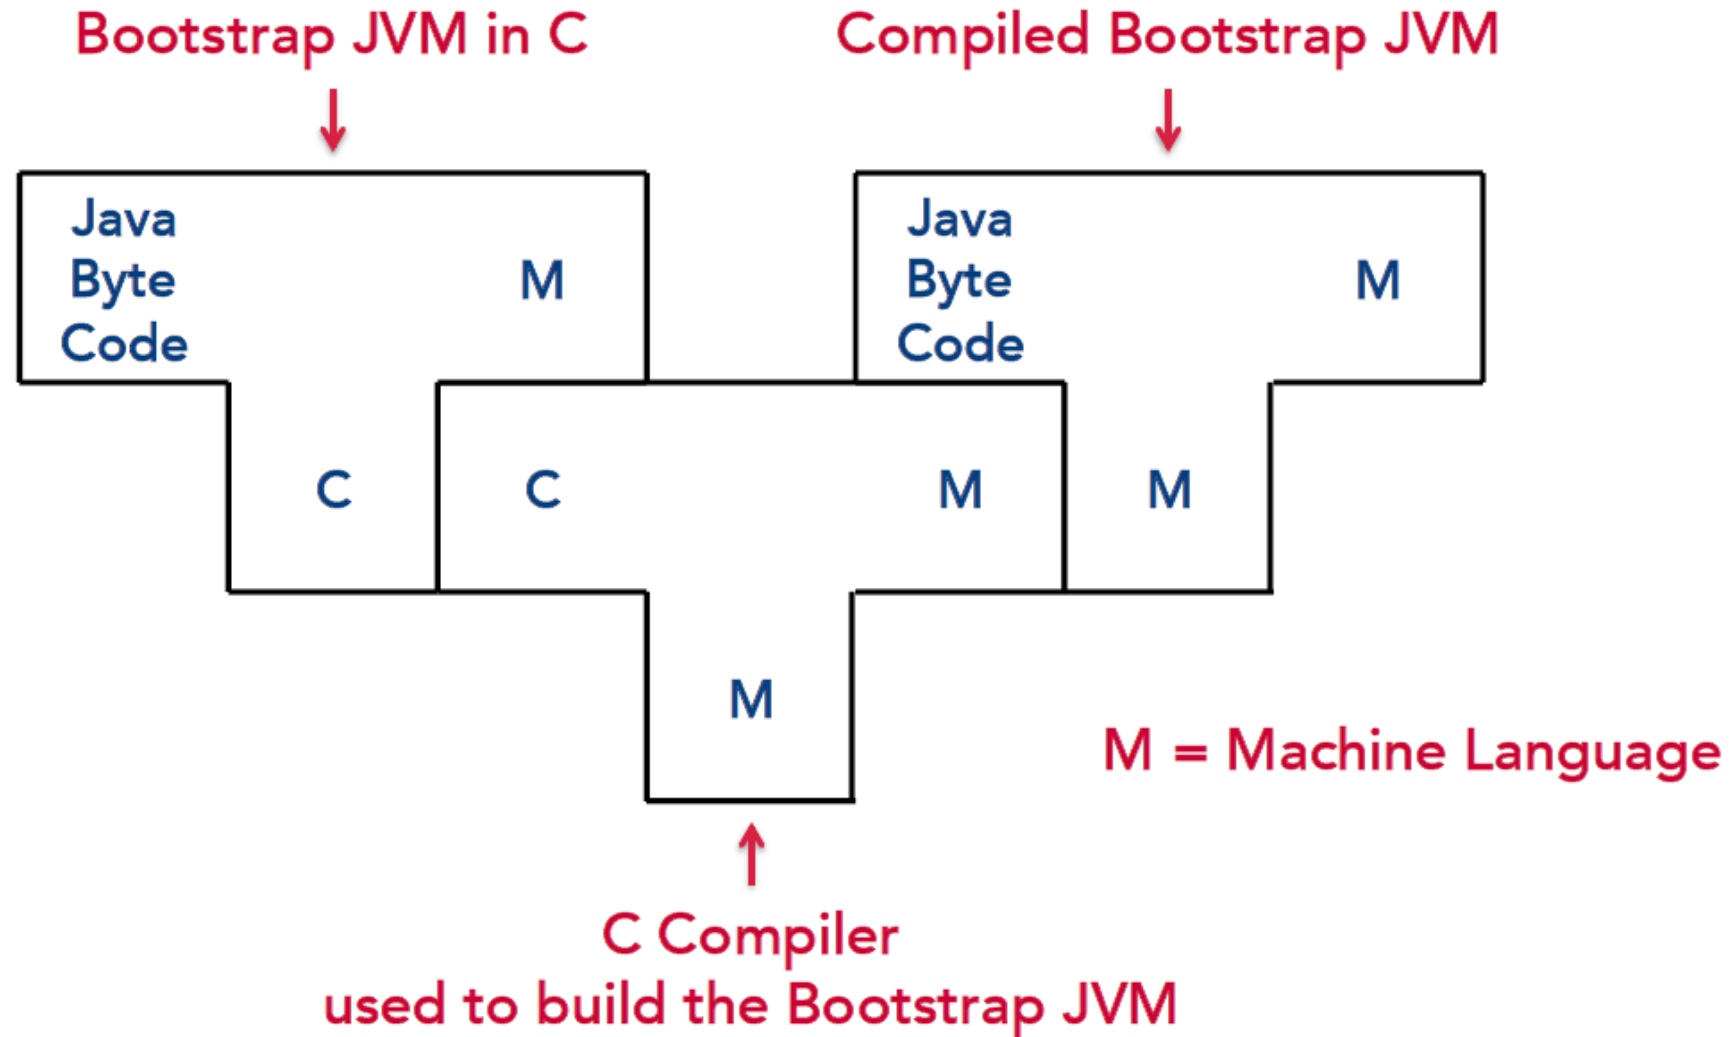 Bootstrap JVM in C
Compiled Bootstrap JVM
Java
Byte
Code
M
Java
Byte
Code
M
C
C
M
M
M
M = Machine Language
C Compiler
used to build the Bootstrap JVM